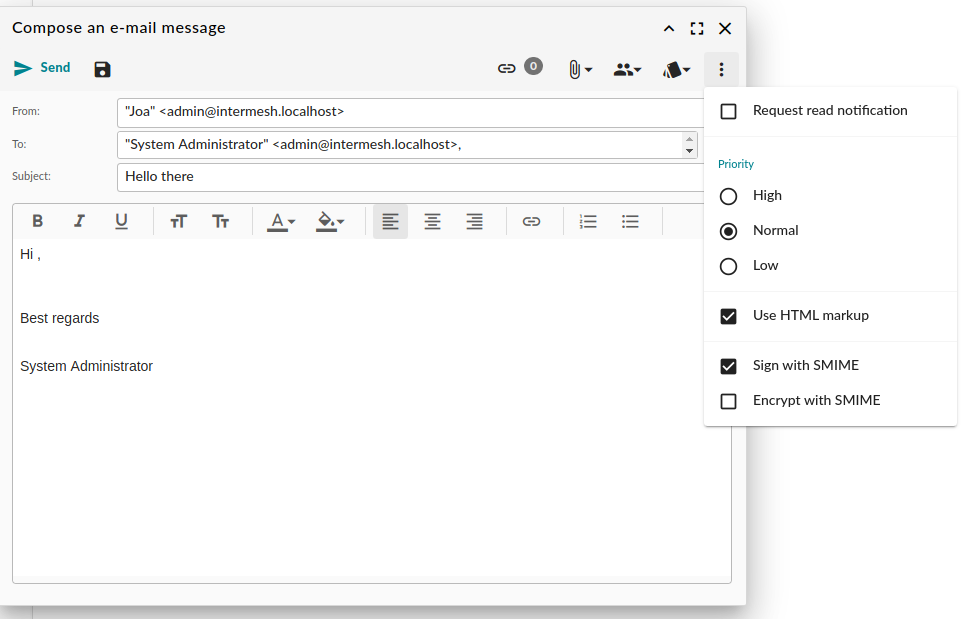 Compose an e-mail message
Send
0
From:
"Joa" <admin@intermesh.localhost>
To:
"System Administrator" <admin@intermesh.localhost>,
Subject:
Hello there
B I U TT TT A
Hi ,
Best regards
System Administrator
Request read notification
Priority
High
Normal
Low
Use HTML markup
Sign with SMIME
Encrypt with SMIME